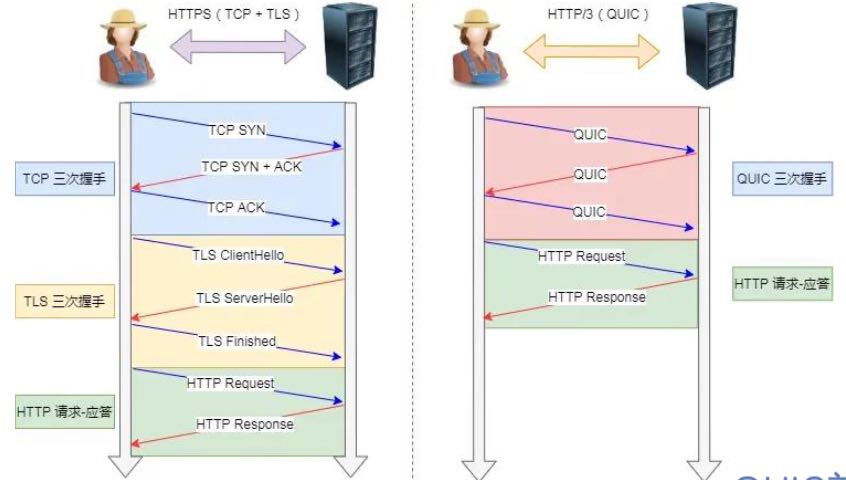 HTTPS（TCP + TLS）
TCP 三次握手
TCP SYN
TCP SYN + ACK
TCP ACK
TLS 三次握手
TLS ClientHello
TLS ServerHello
TLS Finished
HTTP 请求-应答
HTTP Request
HTTP Response
HTTP/3（QUIC）
QUIC
QUIC
QUIC
QUIC 三次握手
HTTP Request
HTTP Response
HTTP 请求-应答